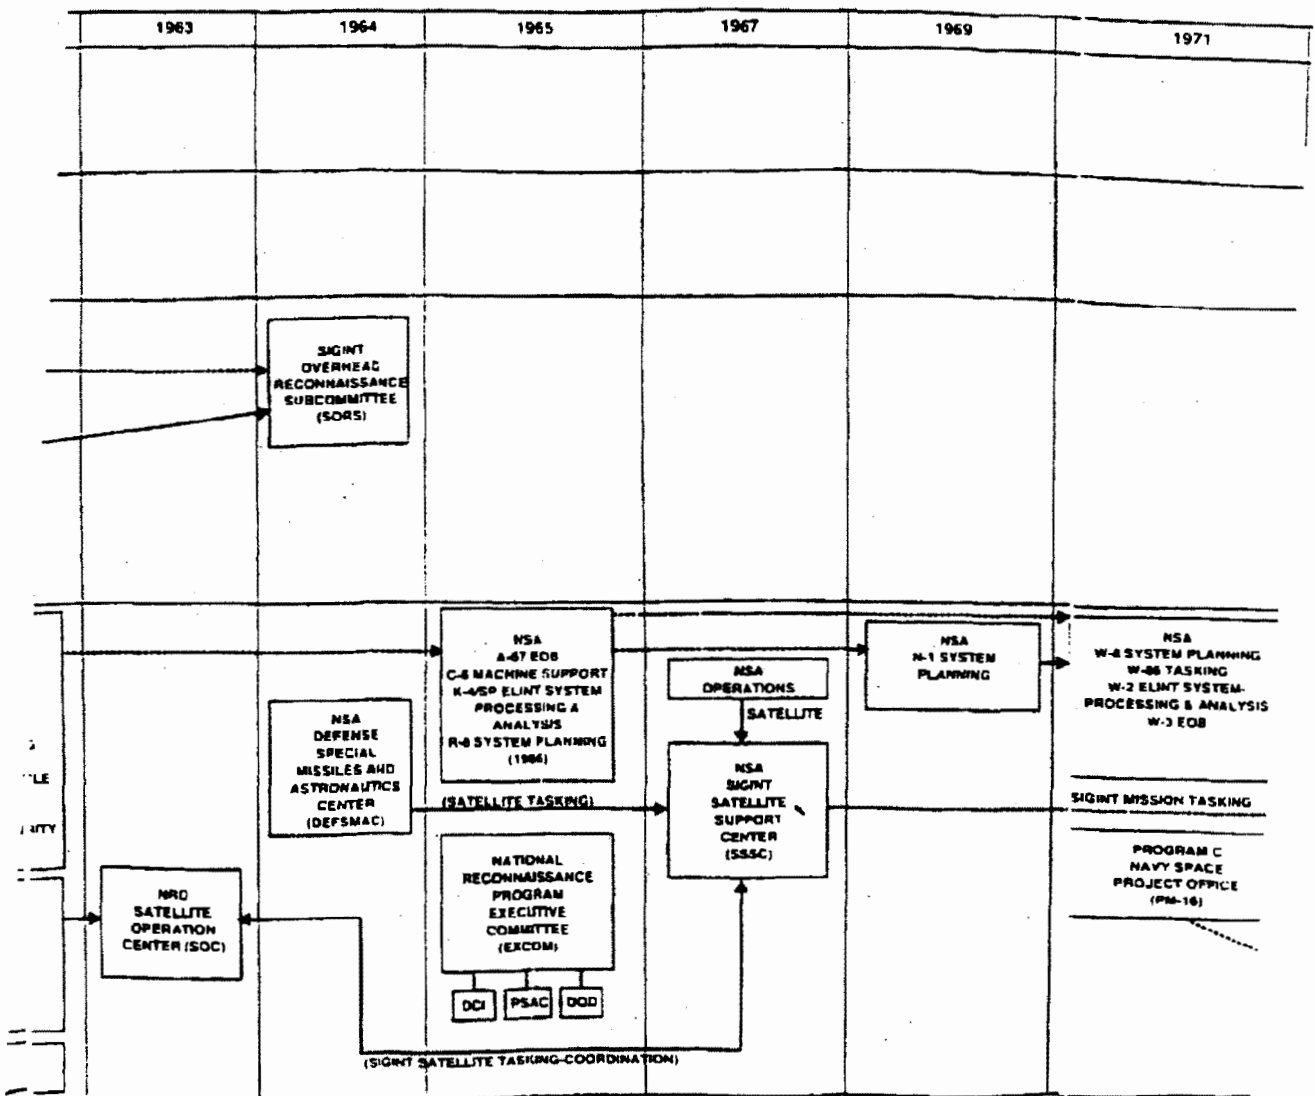 1963
1964
1965
1967
1969
1971
SIGINT
OVERHEAD
RECONNAISSANCE
SUBCOMMITTEE
(SORS)
NSA
A-67 EOB
C-6 MACHINE SUPPORT
K-4/SP ELINT SYSTEM
PROCESSING &
ANALYSIS
R-8 SYSTEM PLANNING
(1966)
NSA
N-1 SYSTEM
PLANNING
NSA
W-8 SYSTEM PLANNING
W-86 TASKING
W-2 ELINT SYSTEM-
PROCESSING & ANALYSIS
W-3 EOB
NSA
OPERATIONS
SATELLITE
NSA
DEFENSE
SPECIAL
MISSILES AND
ASTRONAUTICS
CENTER
(DEFSMAC)
NSA
SIGINT
SATELLITE
SUPPORT
CENTER
(SSSC)
(SATELLITE TASKING)
SIGINT MISSION TASKING
NATIONAL
RECONNAISSANCE
PROGRAM
EXECUTIVE
COMMITTEE
(EXCOM)
PROGRAM C
NAVY SPACE
PROJECT OFFICE
(PM-16)
NRO
SATELLITE
OPERATION
CENTER (SOC)
DCI
PSAC
DOD
(SIGINT SATELLITE TASKING-COORDINATION)